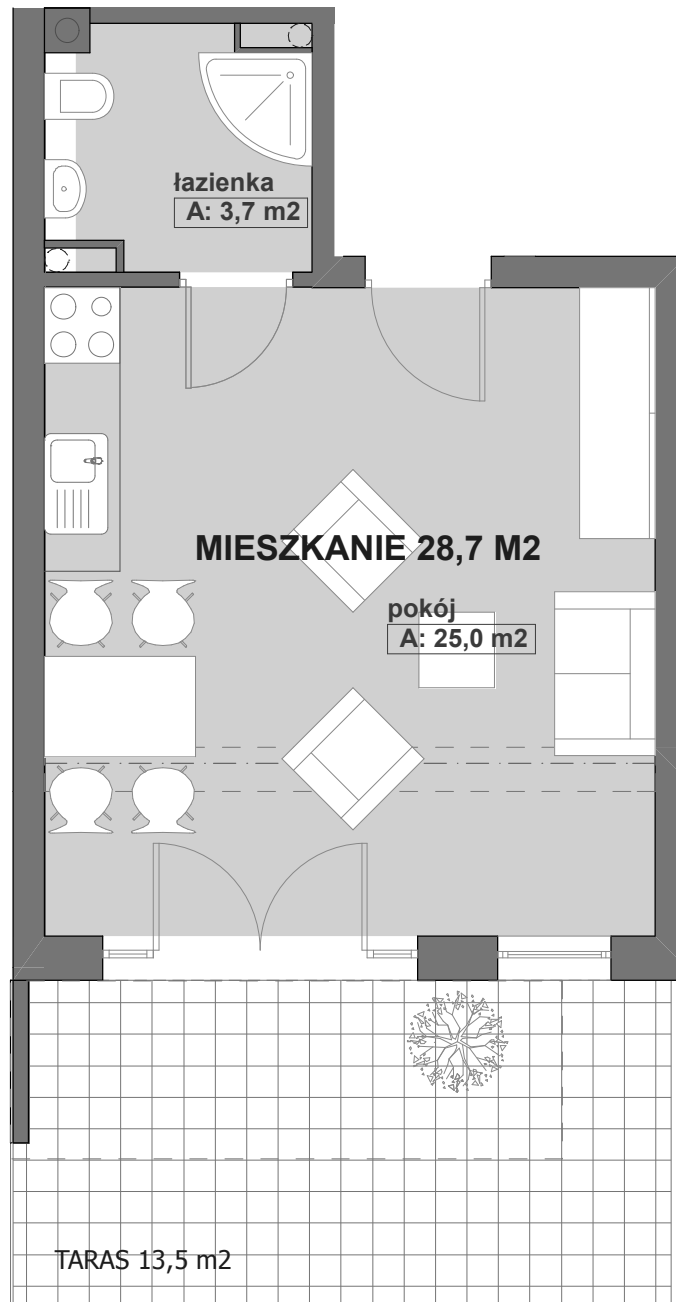 łazienka
A: 3,7 m2
MIESZKANIE 28,7 M2
pokój
A: 25,0 m2
TARAS 13,5 m2